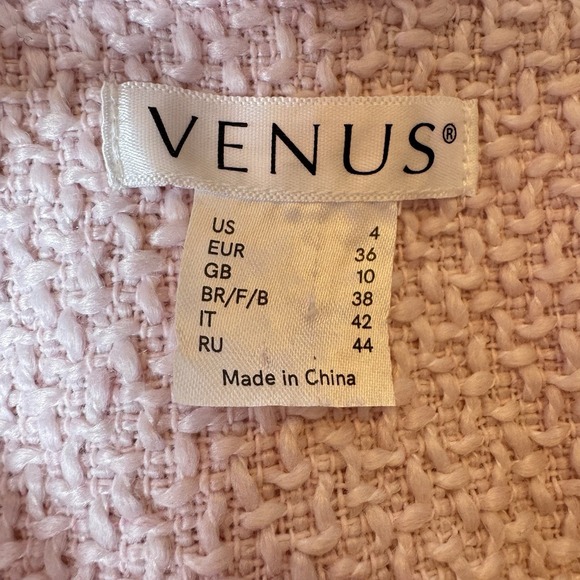 VENUS®
US 4
EUR 36
GB 10
BR/F/B 38
IT 42
RU 44
Made in China